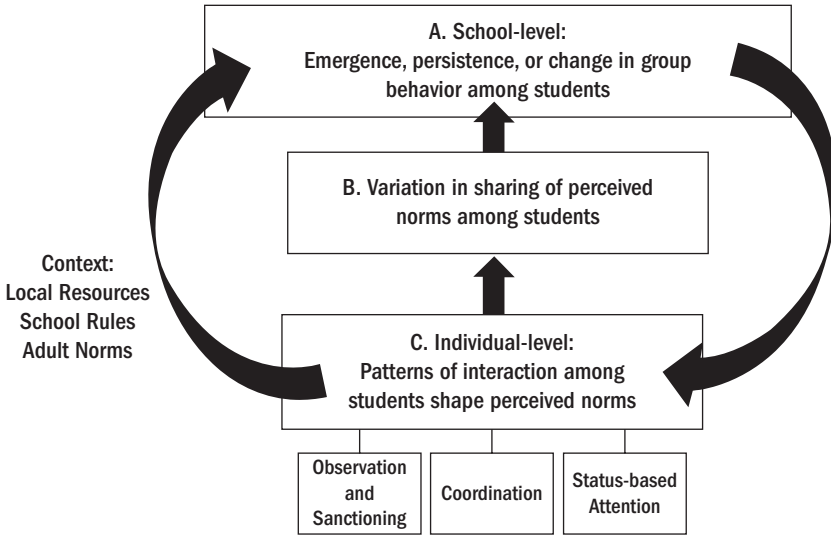 A. School-level:
Emergence, persistence, or change in group
behavior among students
B. Variation in sharing of perceived
norms among students
Context:
Local Resources
School Rules
Adult Norms
C. Individual-level:
Patterns of interaction among
students shape perceived norms
Observation
and
Sanctioning
Coordination
Status-based
Attention